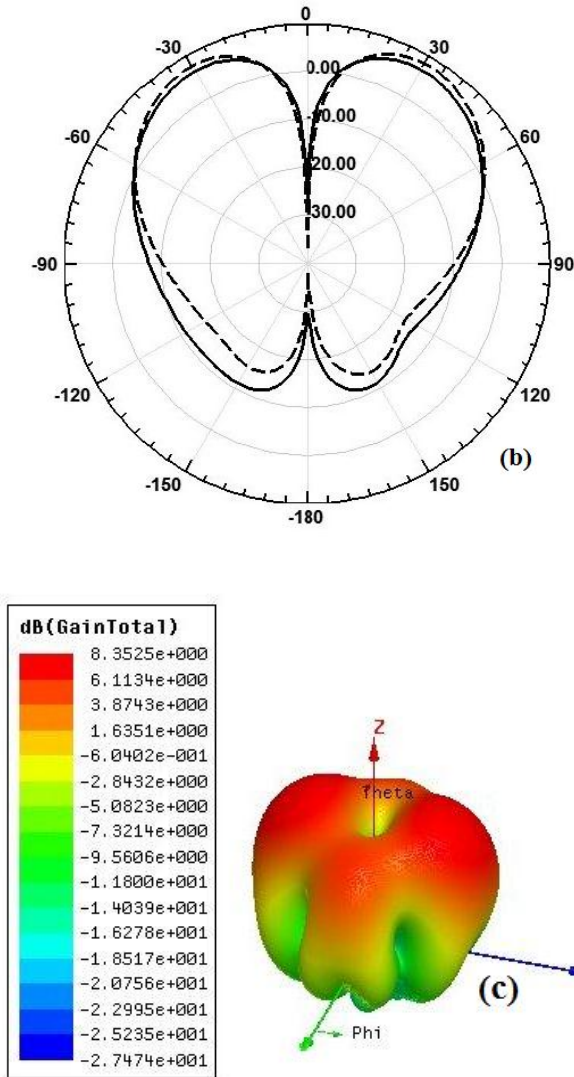 0
-30
30
0.00
-10.00
-60
60
-20.00
-30.00
-90
90
-120
120
(b)
-150
150
-180
dB(GainTotal)
8.3525e+000
6.1134e+000
3.8743e+000
1.6351e+000
-6.0402e-001
-2.8432e+000
-5.0823e+000
-7.3214e+000
-9.5606e+000
-1.1800e+001
-1.4039e+001
-1.6278e+001
-1.8517e+001
-2.0756e+001
-2.2995e+001
-2.5235e+001
-2.7474e+001
Z
Theta
(c)
Phi